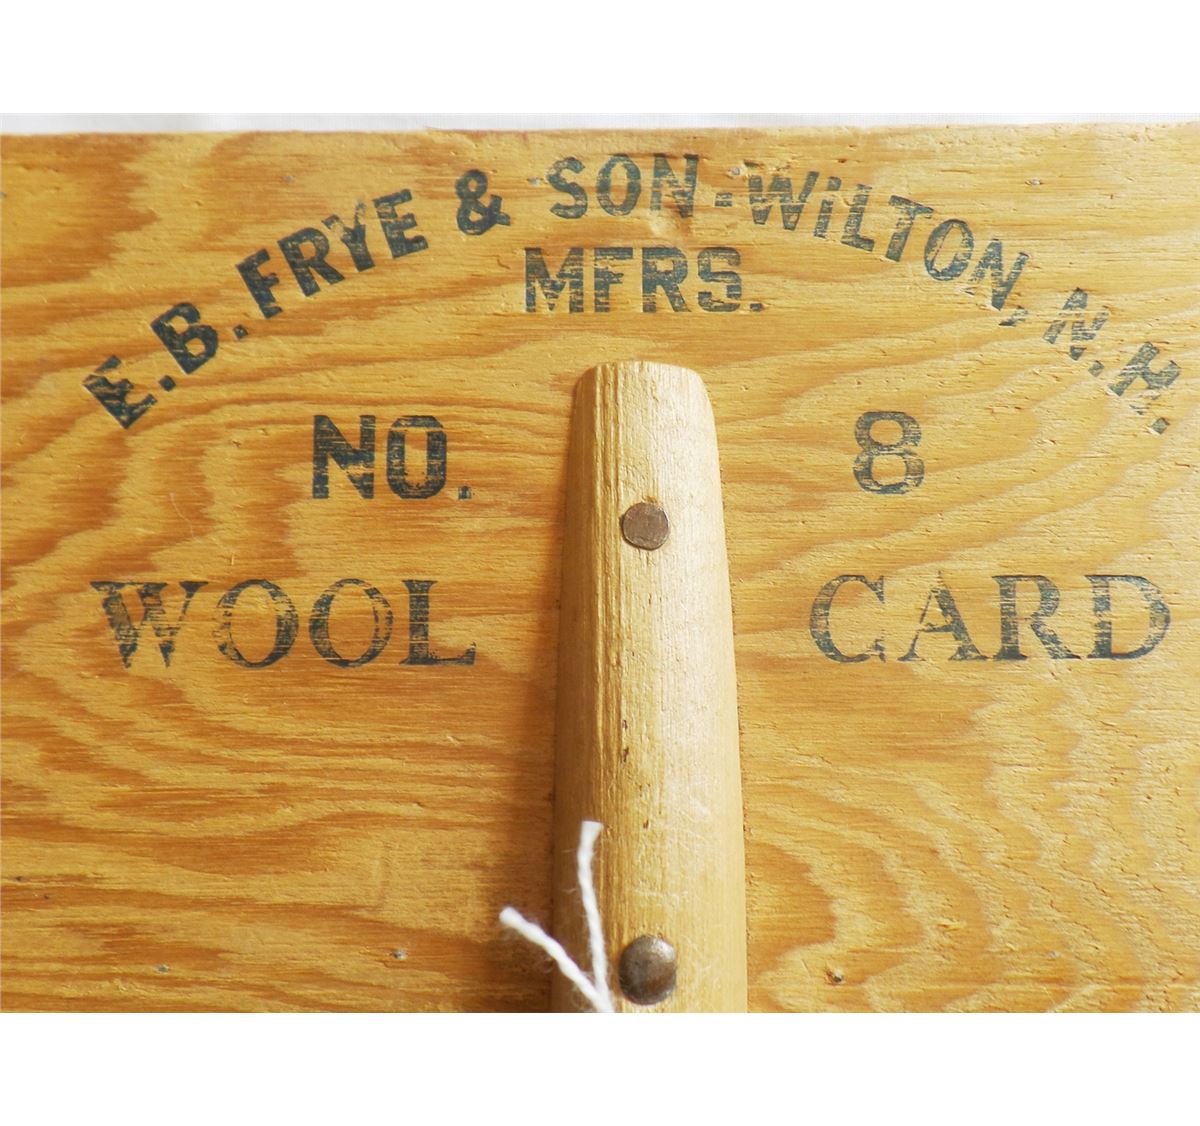 E.B. FRYE & SON - WILTON, N.H.
MFRS.
NO. 8
WOOL CARD